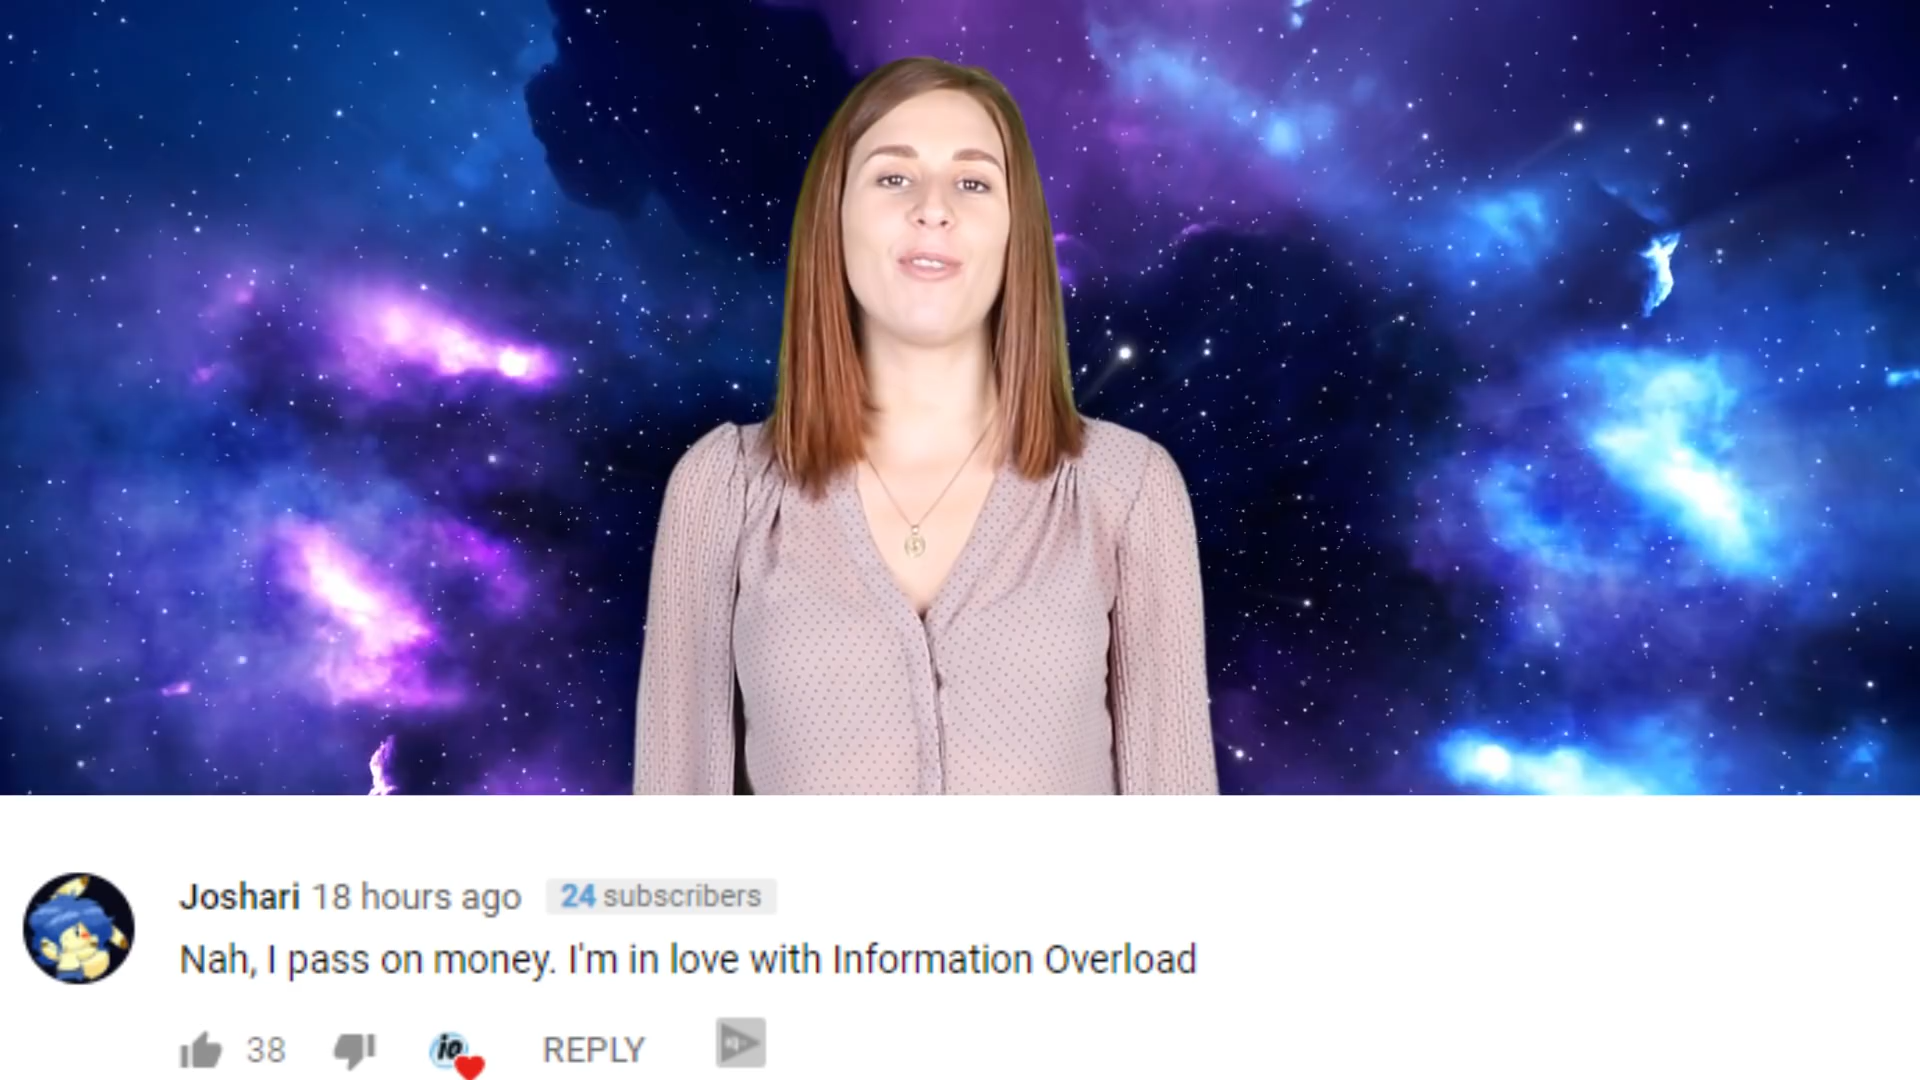 Joshari 18 hours ago 24 subscribers
Nah, I pass on money. I'm in love with Information Overload
38 io REPLY